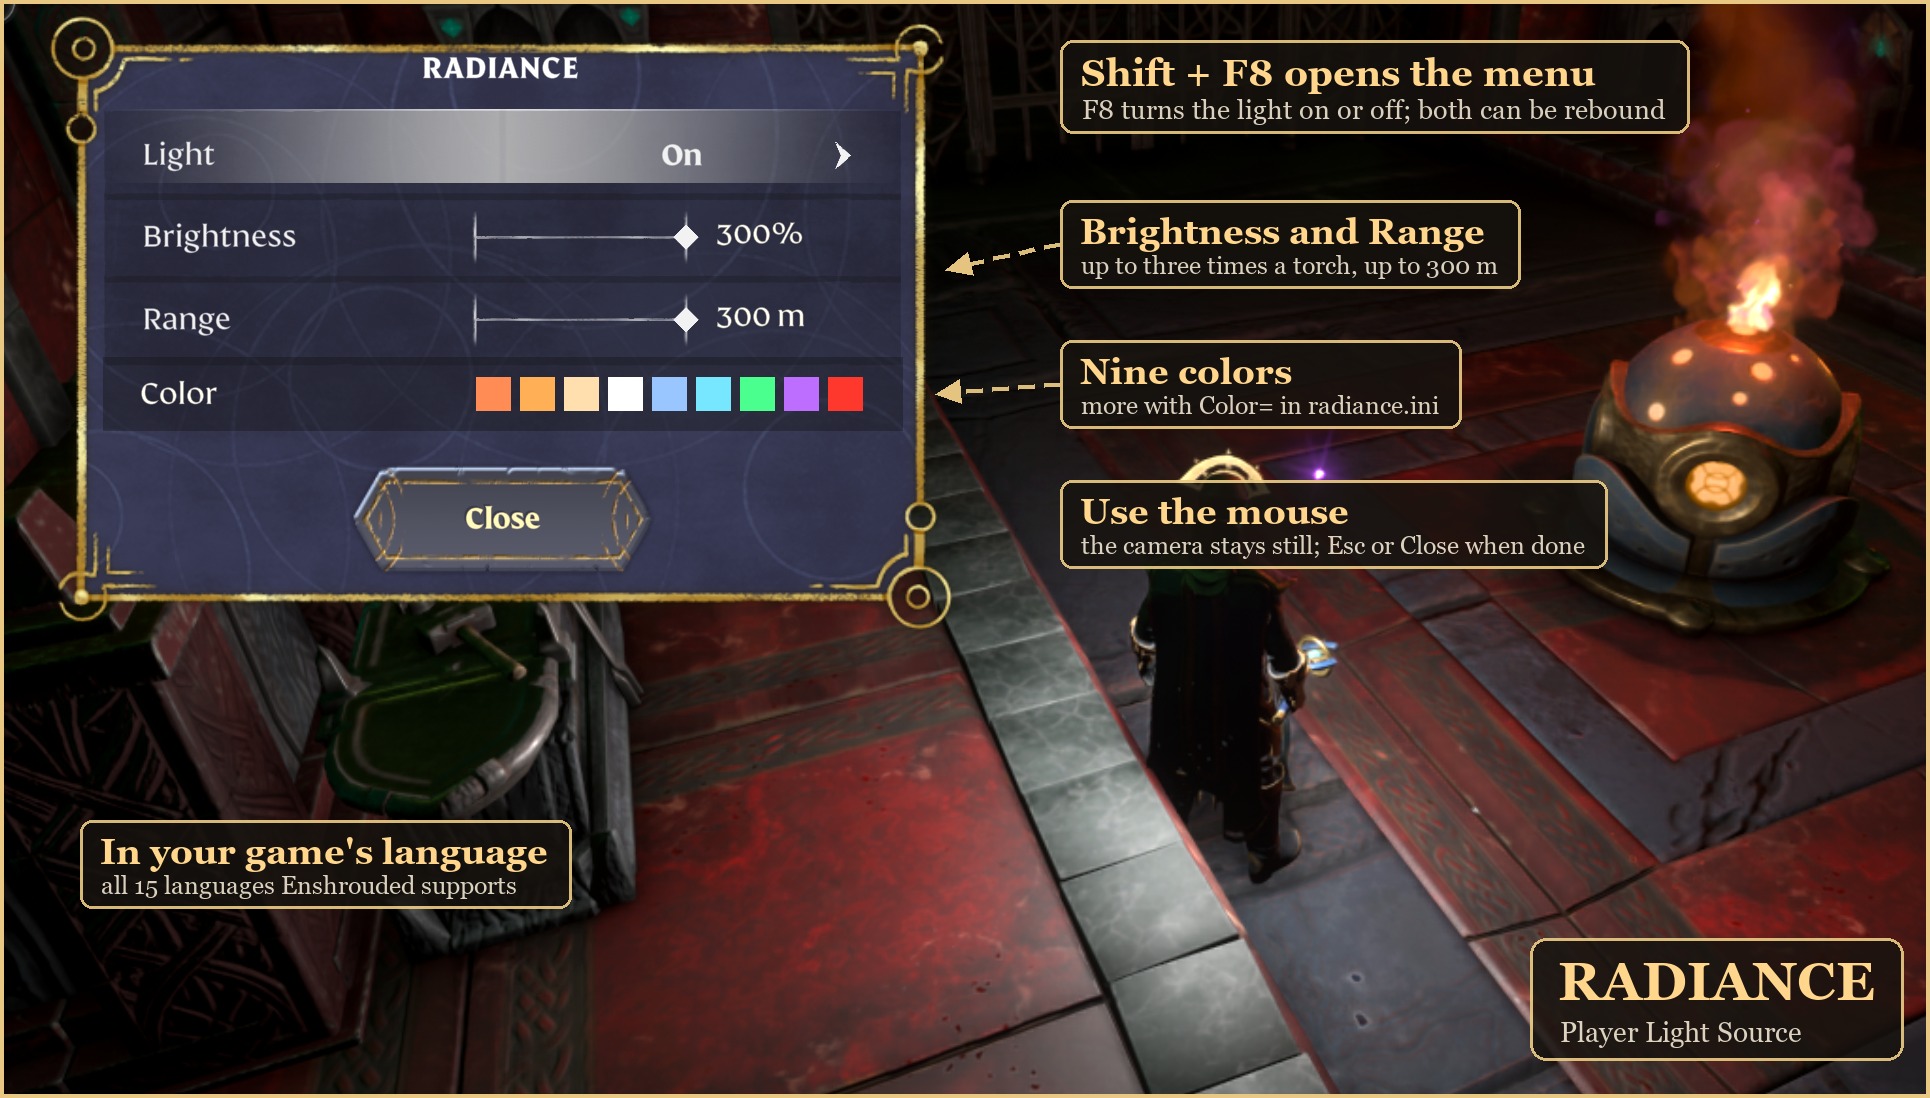 RADIANCE
Light
On
Brightness
300%
Range
300 m
Color
Close
Shift + F8 opens the menu
F8 turns the light on or off; both can be rebound
Brightness and Range
up to three times a torch, up to 300 m
Nine colors
more with Color= in radiance.ini
Use the mouse
the camera stays still; Esc or Close when done
In your game's language
all 15 languages Enshrouded supports
RADIANCE
Player Light Source